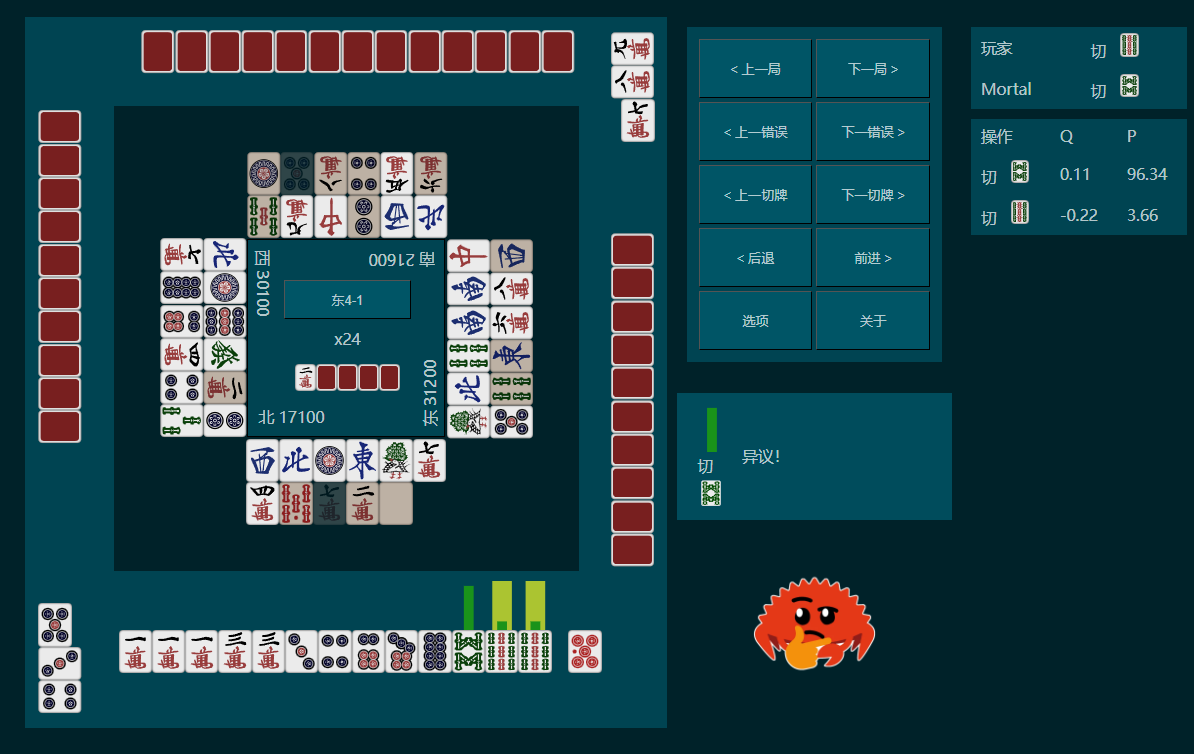 < 上一局
下一局 >
< 上一错误
下一错误 >
< 上一切牌
下一切牌 >
< 后退
前进 >
选项
关于
玩家 切
Mortal 切
操作 Q P
切 0.11 96.34
切 -0.22 3.66
南 21600
西 30100
东4-1
x24
东 31200
北 17100
切
异议!